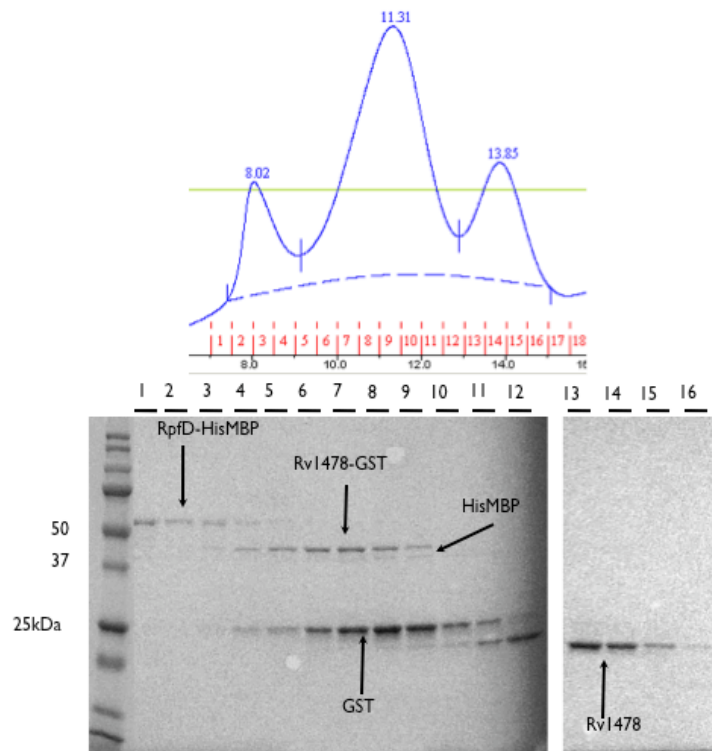 11.31
13.85
8.02
1 2 3 4 5 6 7 8 9 10 11 12 13 14 15 16 17 18
8.0 10.0 12.0 14.0
1 2 3 4 5 6 7 8 9 10 11 12 13 14 15 16
RpfD-HisMBP
Rv1478-GST
HisMBP
50
37
25kDa
GST
Rv1478